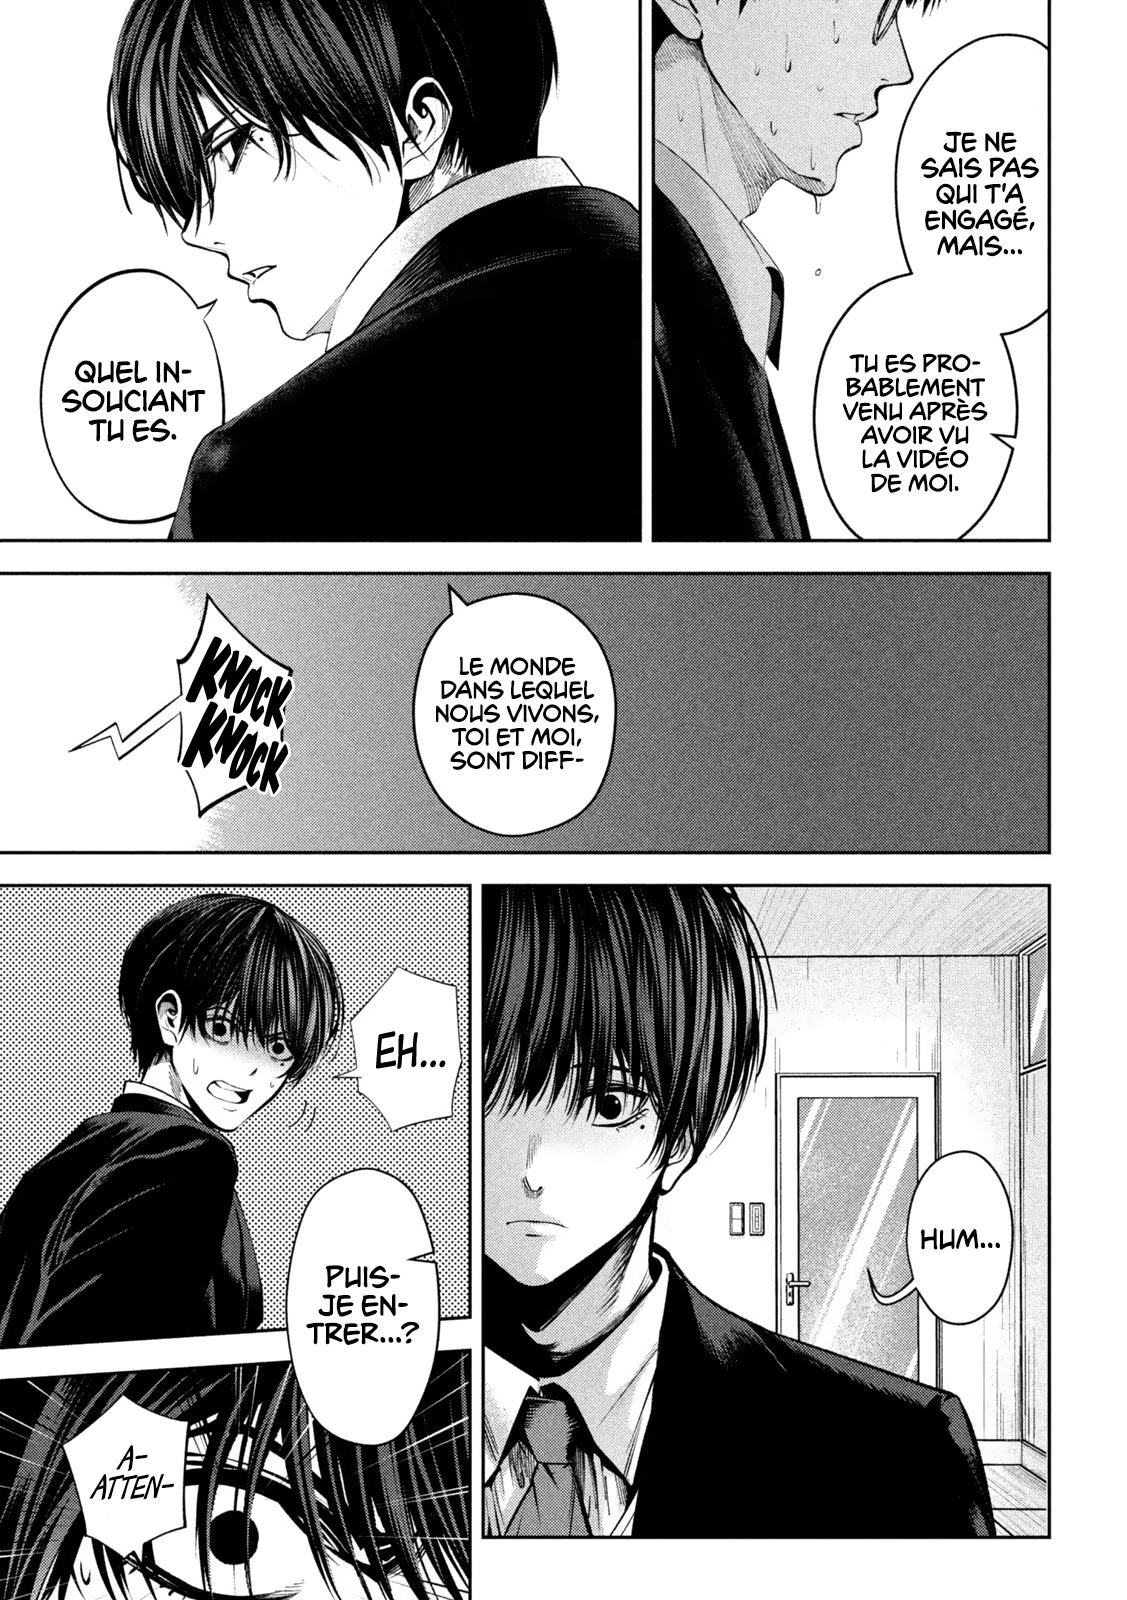 JE NE
SAIS PAS
QUI T'A
ENGAGÉ,
MAIS...
TU ES PRO-
BABLEMENT
VENU APRÈS
AVOIR VU
LA VIDÉO
DE MOI.
QUEL IN-
SOUCIANT
TU ES.
LE MONDE
DANS LEQUEL
NOUS VIVONS,
TOI ET MOI,
SONT DIFF-
KNOCK
KNOCK
HUM...
EH...
PUIS-
JE EN-
TRER...?
A-
ATTEN-